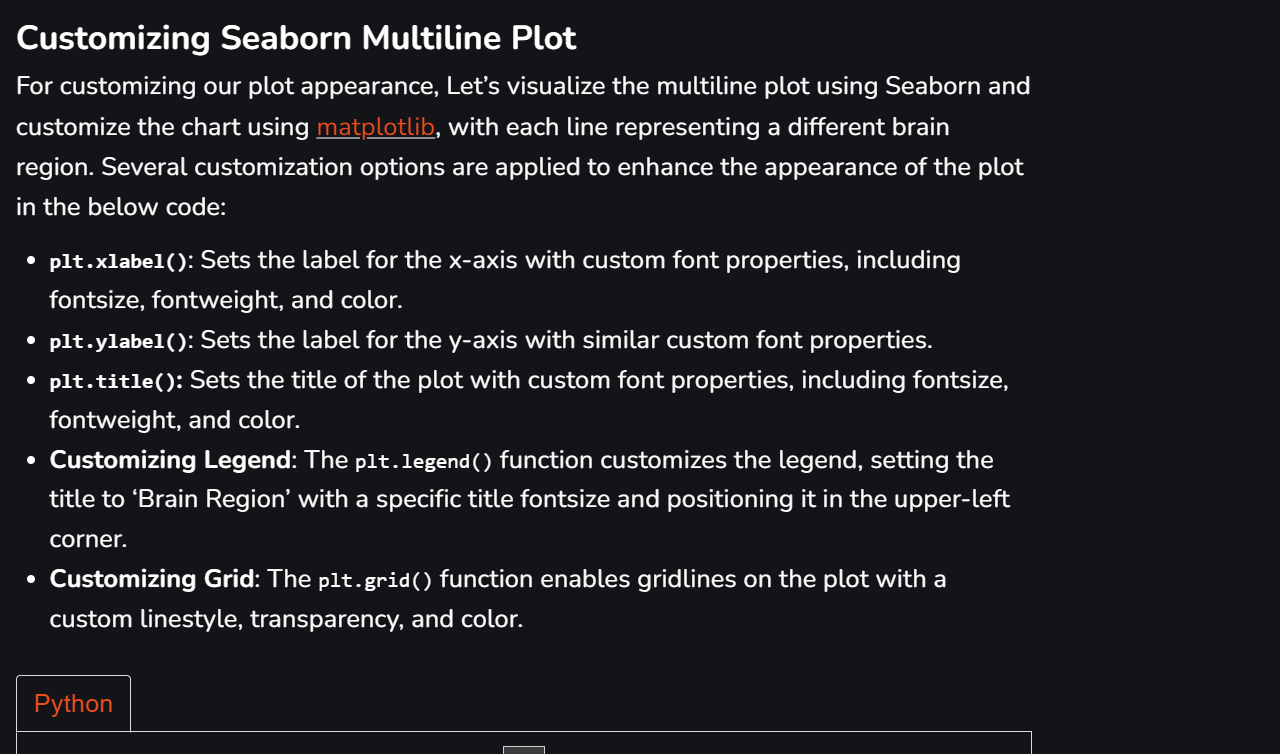 Customizing Seaborn Multiline Plot
For customizing our plot appearance, Let’s visualize the multiline plot using Seaborn and
customize the chart using matplotlib, with each line representing a different brain
region. Several customization options are applied to enhance the appearance of the plot
in the below code:
• plt.xlabel(): Sets the label for the x-axis with custom font properties, including
fontsize, fontweight, and color.
• plt.ylabel(): Sets the label for the y-axis with similar custom font properties.
• plt.title(): Sets the title of the plot with custom font properties, including fontsize,
fontweight, and color.
• Customizing Legend: The plt.legend() function customizes the legend, setting the
title to ‘Brain Region’ with a specific title fontsize and positioning it in the upper-left
corner.
• Customizing Grid: The plt.grid() function enables gridlines on the plot with a
custom linestyle, transparency, and color.
Python